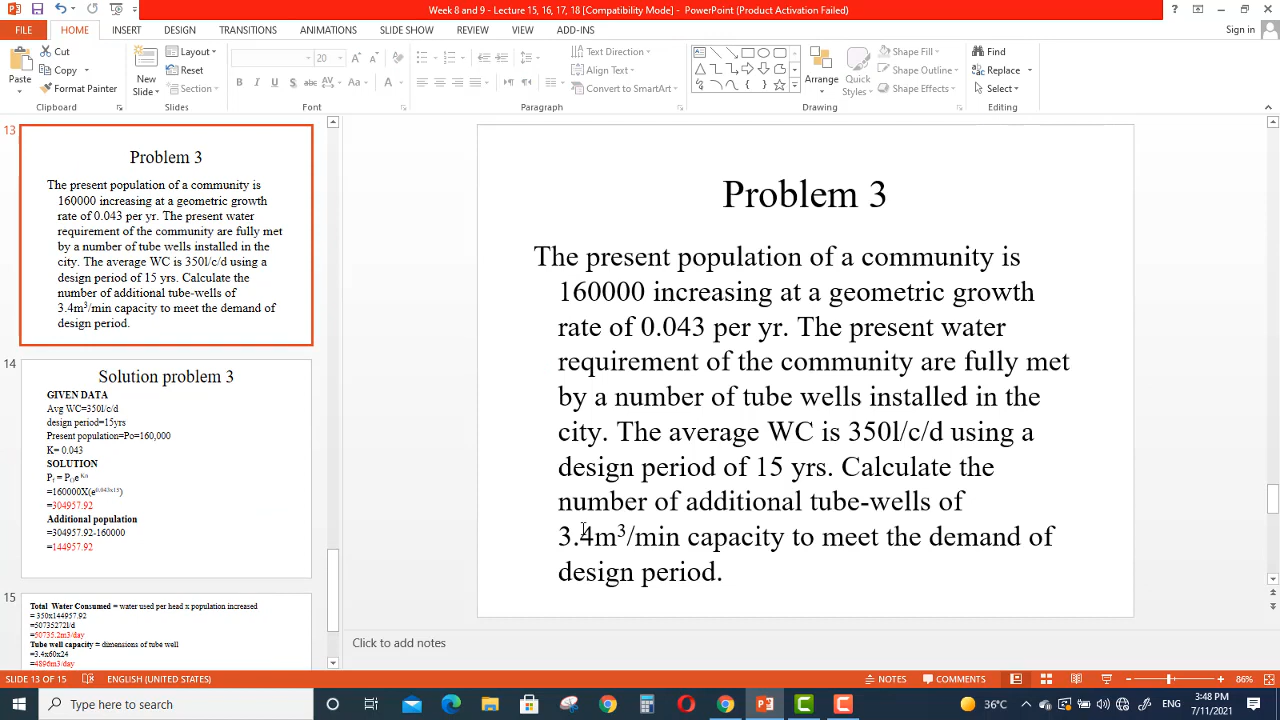 Week 8 and 9 - Lecture 15, 16, 17, 18 [Compatibility Mode] - PowerPoint (Product Activation Failed)
FILE HOME INSERT DESIGN TRANSITIONS ANIMATIONS SLIDE SHOW REVIEW VIEW ADD-INS Sign in
Paste
Cut
Copy
Format Painter
Clipboard
New Slide
Layout
Reset
Section
Slides
20
Font
Text Direction
Align Text
Convert to SmartArt
Paragraph
Arrange
Quick Styles
Shape Fill
Shape Outline
Shape Effects
Drawing
Find
Replace
Select
Editing
13
Problem 3
The present population of a community is
160000 increasing at a geometric growth
rate of 0.043 per yr. The present water
requirement of the community are fully met
by a number of tube wells installed in the
city. The average WC is 350l/c/d using a
design period of 15 yrs. Calculate the
number of additional tube-wells of
3.4m³/min capacity to meet the demand of
design period.
14
Solution problem 3
GIVEN DATA
Avg WC=350l/c/d
design period=15yrs
Present population=Po=160,000
K= 0.043
SOLUTION
=160000X(e^0.043x15)
=304957.92
Additional population
=304957.92-160000
=144957.92
15
Total Water Consumed = water used per head x population increased
= 350x144957.92
=50735272l/d
=50735.2m3/day
Tube well capacity = dimensions of tube well
=3.4x60x24
=4896m3/day
Problem 3
The present population of a community is
160000 increasing at a geometric growth
rate of 0.043 per yr. The present water
requirement of the community are fully met
by a number of tube wells installed in the
city. The average WC is 350l/c/d using a
design period of 15 yrs. Calculate the
number of additional tube-wells of
3.4m³/min capacity to meet the demand of
design period.
Click to add notes
SLIDE 13 OF 15 ENGLISH (UNITED STATES) NOTES COMMENTS 86%
Type here to search
36°C
ENG
3:48 PM
7/11/2021